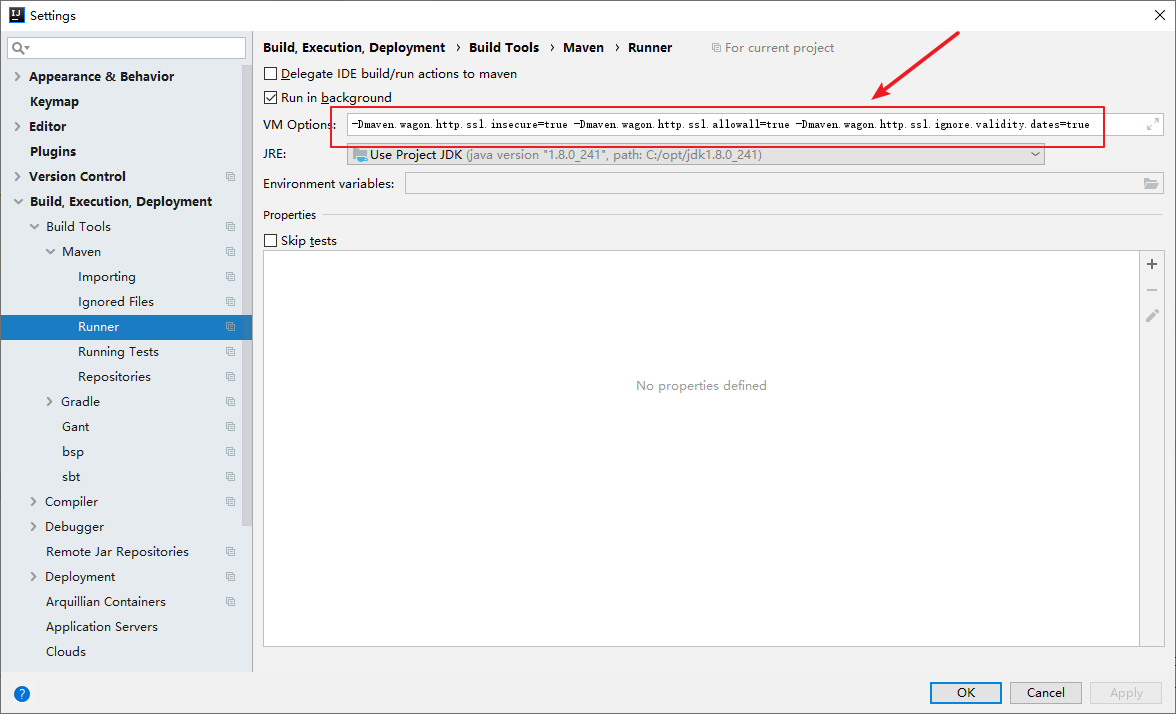 Settings
Build, Execution, Deployment › Build Tools › Maven › Runner For current project
Delegate IDE build/run actions to maven
Run in background
VM Options: -Dmaven.wagon.http.ssl.insecure=true -Dmaven.wagon.http.ssl.allowall=true -Dmaven.wagon.http.ssl.ignore.validity.dates=true
JRE: Use Project JDK (java version "1.8.0_241", path: C:/opt/jdk1.8.0_241)
Environment variables:
Properties
Skip tests
No properties defined
Appearance & Behavior
Keymap
Editor
Plugins
Version Control
Build, Execution, Deployment
Build Tools
Maven
Importing
Ignored Files
Runner
Running Tests
Repositories
Gradle
Gant
bsp
sbt
Compiler
Debugger
Remote Jar Repositories
Deployment
Arquillian Containers
Application Servers
Clouds
?
OK Cancel Apply